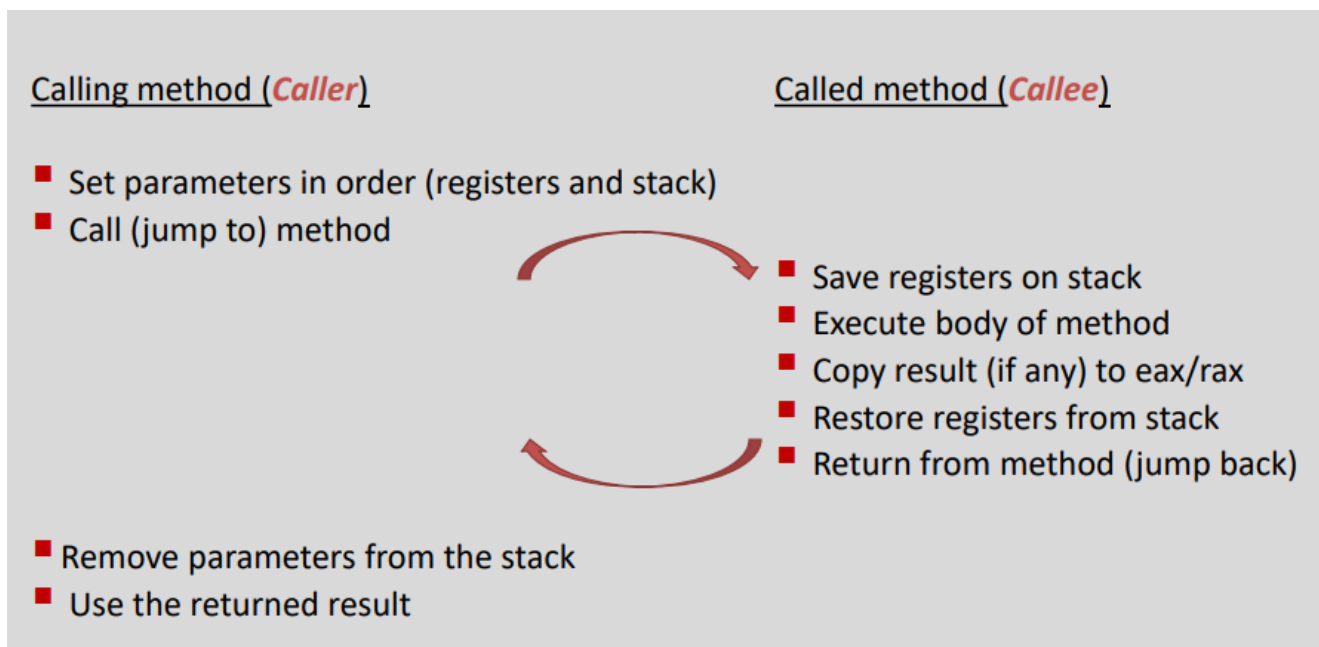 Calling method (Caller)
Called method (Callee)
Set parameters in order (registers and stack)
Call (jump to) method
Save registers on stack
Execute body of method
Copy result (if any) to eax/rax
Restore registers from stack
Return from method (jump back)
Remove parameters from the stack
Use the returned result